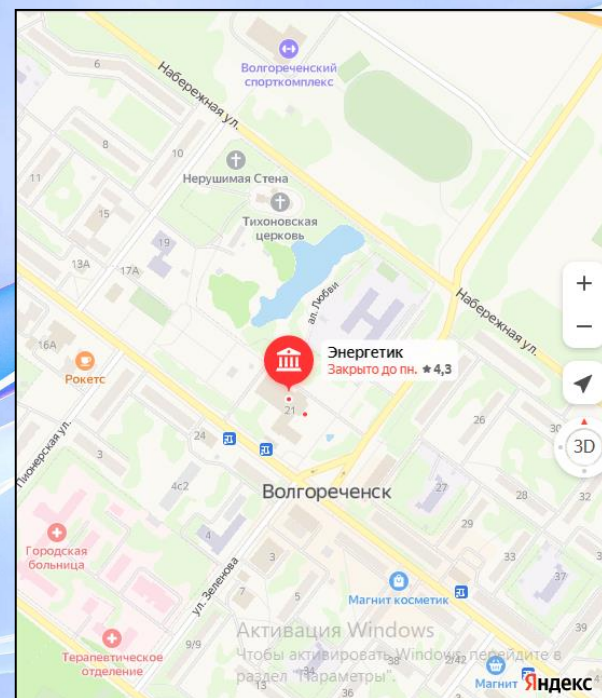 6
Волгореченский
спорткомплекс
Набережная ул.
8
10
Нерушимая Стена
11
Тихоновская
церковь
15
19
13А
17А
ал. Любви
Набережная ул.
+
−
16А
Рокетс
Энергетик
Закрыто до пн. ★4,3
21
26
30
3D
Пионерская ул.
24
3
4с2
Волгореченск
27
28
32
29
4
Городская
больница
3
33
37
ул. Зеленова
7
5
Магнит косметик
39
9/9
Терапевтическое
отделение
Активация Windows
Чтобы активировать Windows, перейдите в
раздел "Параметры".
2/42
Магнит
Яндекс